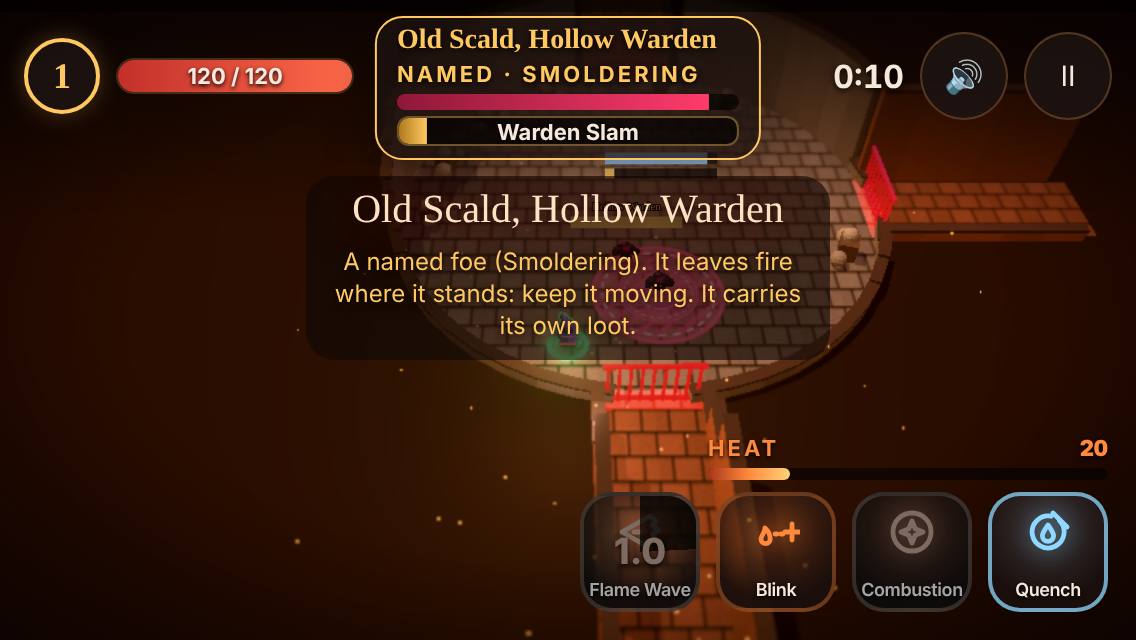 1
120 / 120
Old Scald, Hollow Warden
NAMED · SMOLDERING
Warden Slam
0:10
Old Scald, Hollow Warden
A named foe (Smoldering). It leaves fire
where it stands: keep it moving. It carries
its own loot.
HEAT 20
1.0
Flame Wave
Blink
Combustion
Quench